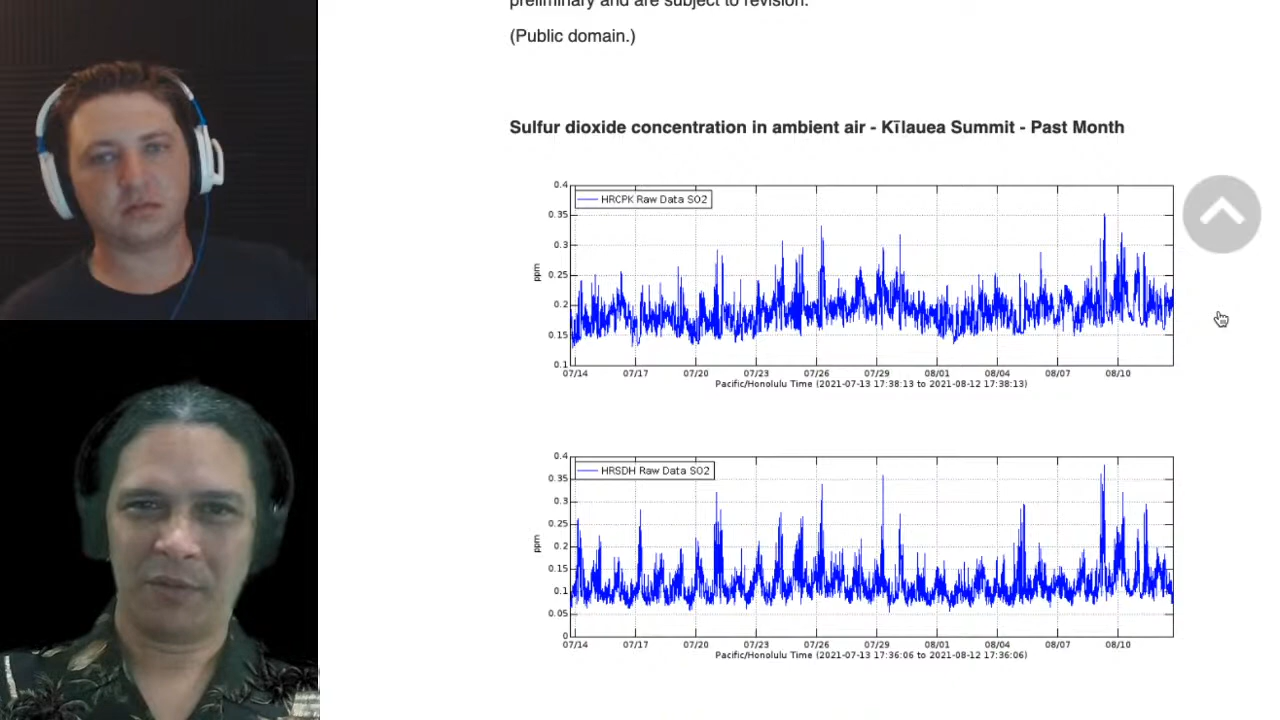 preliminary and are subject to revision.
(Public domain.)
Sulfur dioxide concentration in ambient air - Kīlauea Summit - Past Month
0.4
HRCPK Raw Data SO2
0.35
0.3
ppm
0.25
0.2
0.15
0.1
07/14 07/17 07/20 07/23 07/26 07/29 08/01 08/04 08/07 08/10
Pacific/Honolulu Time (2021-07-13 17:38:13 to 2021-08-12 17:38:13)
0.4
HRSDH Raw Data SO2
0.35
0.3
0.25
ppm
0.2
0.15
0.1
0.05
0
07/14 07/17 07/20 07/23 07/26 07/29 08/01 08/04 08/07 08/10
Pacific/Honolulu Time (2021-07-13 17:36:06 to 2021-08-12 17:36:06)